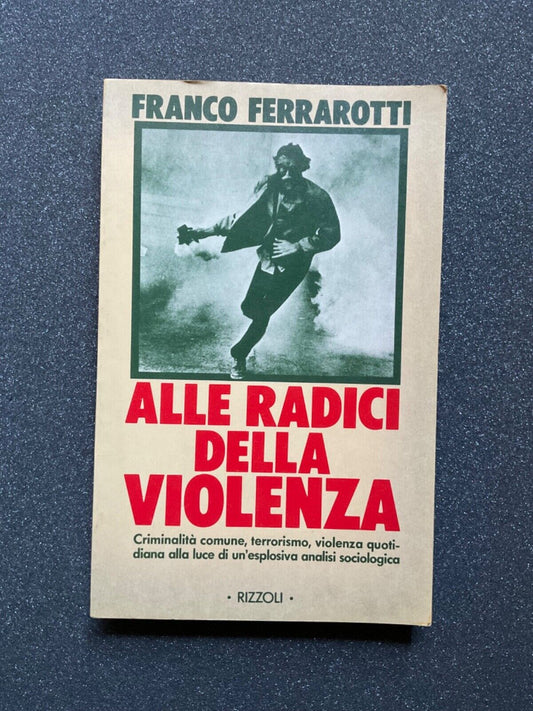 FRANCO FERRAROTTI
ALLE RADICI
DELLA
VIOLENZA
Criminalità comune, terrorismo, violenza quoti-
diana alla luce di un'esplosiva analisi sociologica
• RIZZOLI •